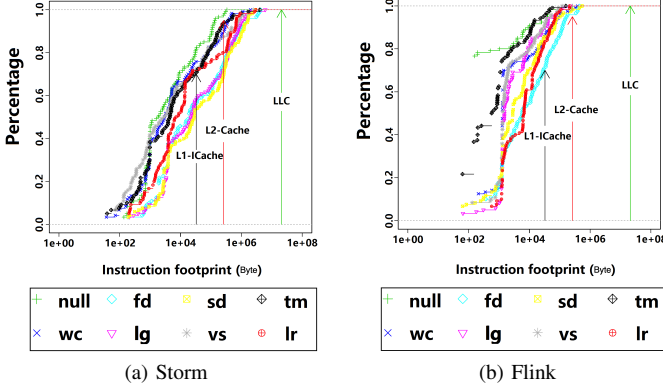 Percentage
1.0
0.8
0.6
0.4
0.2
0.0
LLC
L2-Cache
L1-ICache
1e+00 1e+02 1e+04 1e+06 1e+08
Instruction footprint (Byte)
null fd sd tm
wc lg vs lr
(a) Storm
Percentage
1.0
0.8
0.6
0.4
0.2
0.0
LLC
L2-Cache
L1-ICache
1e+00 1e+02 1e+04 1e+06 1e+08
Instruction footprint (Byte)
null fd sd tm
wc lg vs lr
(b) Flink